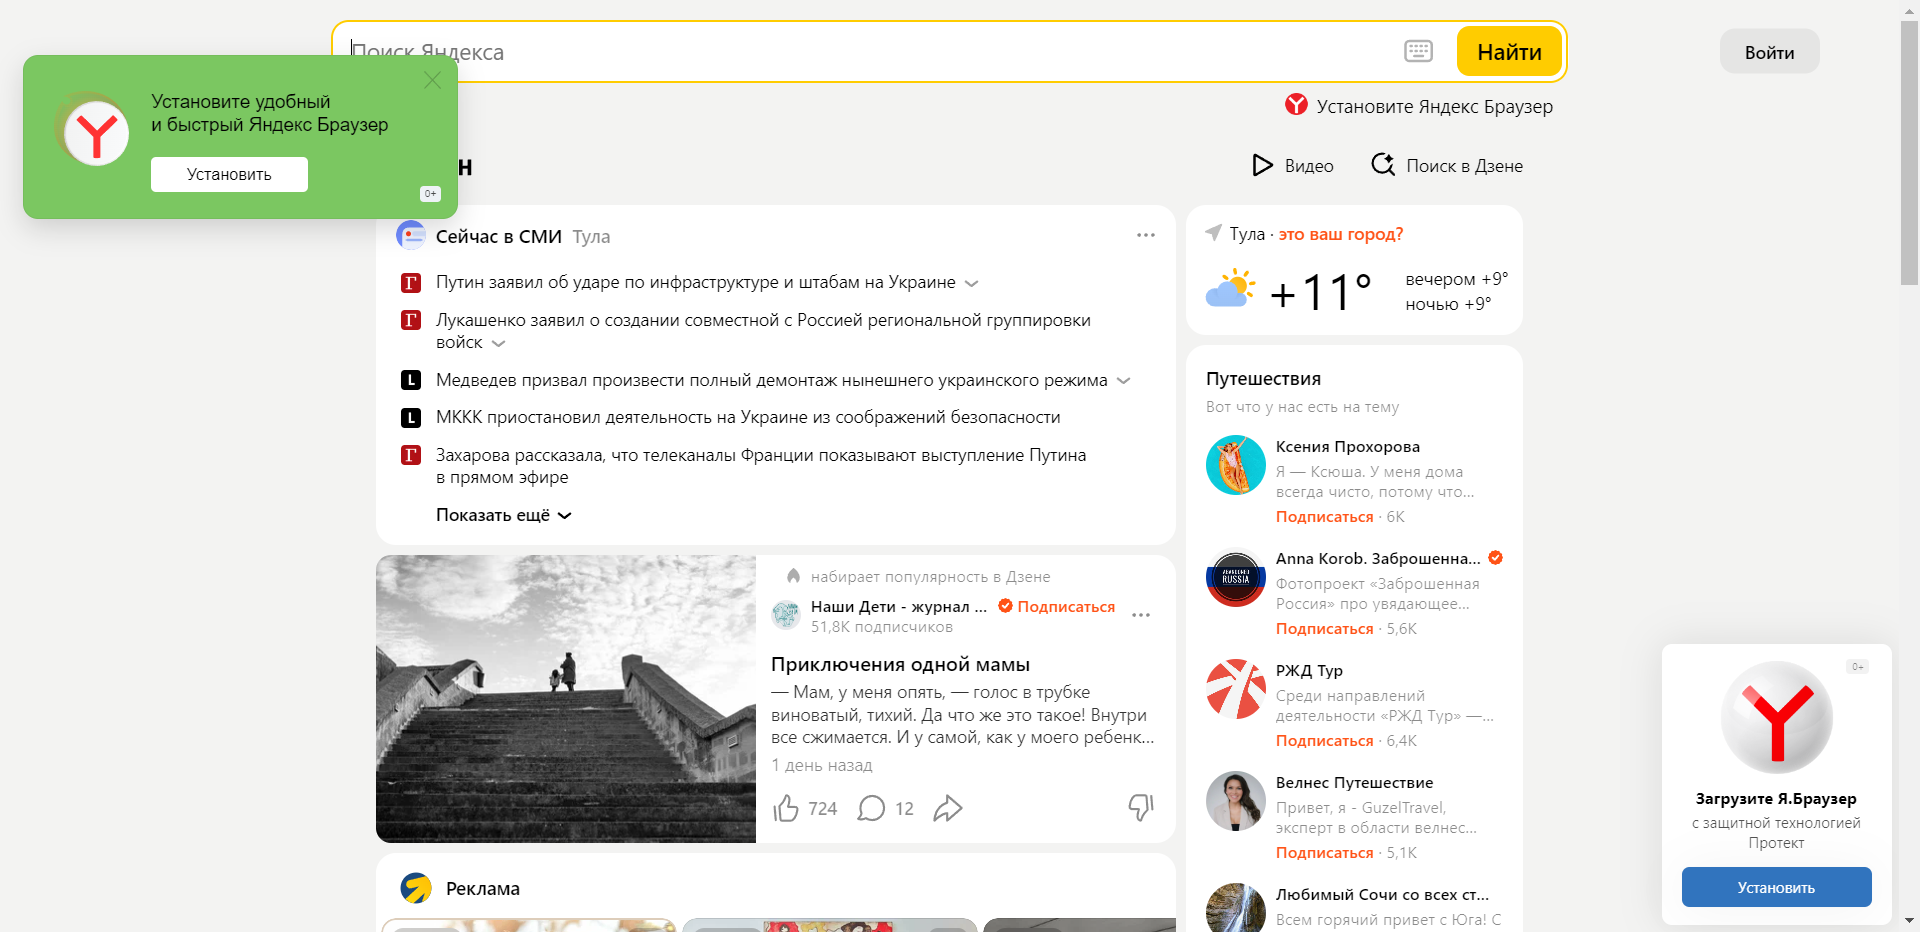 Поиск Яндекса
Найти
Войти
Установите удобный
и быстрый Яндекс Браузер
Установить
0+
Установите Яндекс Браузер
н
Видео
Поиск в Дзене
Сейчас в СМИ Тула
Путин заявил об ударе по инфраструктуре и штабам на Украине
Лукашенко заявил о создании совместной с Россией региональной группировки
войск
Медведев призвал произвести полный демонтаж нынешнего украинского режима
МККК приостановил деятельность на Украине из соображений безопасности
Захарова рассказала, что телеканалы Франции показывают выступление Путина
в прямом эфире
Показать ещё
Тула · это ваш город?
+11°
вечером +9°
ночью +9°
Путешествия
Вот что у нас есть на тему
Ксения Прохорова
Я — Ксюша. У меня дома
всегда чисто, потому что...
Подписаться · 6K
Anna Korob. Заброшенна...
Фотопроект «Заброшенная
Россия» про увядающее...
Подписаться · 5,6K
РЖД Тур
Среди направлений
деятельности «РЖД Тур» —...
Подписаться · 6,4K
Велнес Путешествие
Привет, я - GuzelTravel,
эксперт в области велнес...
Подписаться · 5,1K
Любимый Сочи со всех ст...
Всем горячий привет с Юга! С
набирает популярность в Дзене
Наши Дети - журнал ... Подписаться
51,8K подписчиков
Приключения одной мамы
— Мам, у меня опять, — голос в трубке
виноватый, тихий. Да что же это такое! Внутри
все сжимается. И у самой, как у моего ребенк...
1 день назад
724
12
Реклама
0+
Загрузите Я.Браузер
с защитной технологией
Протект
Установить